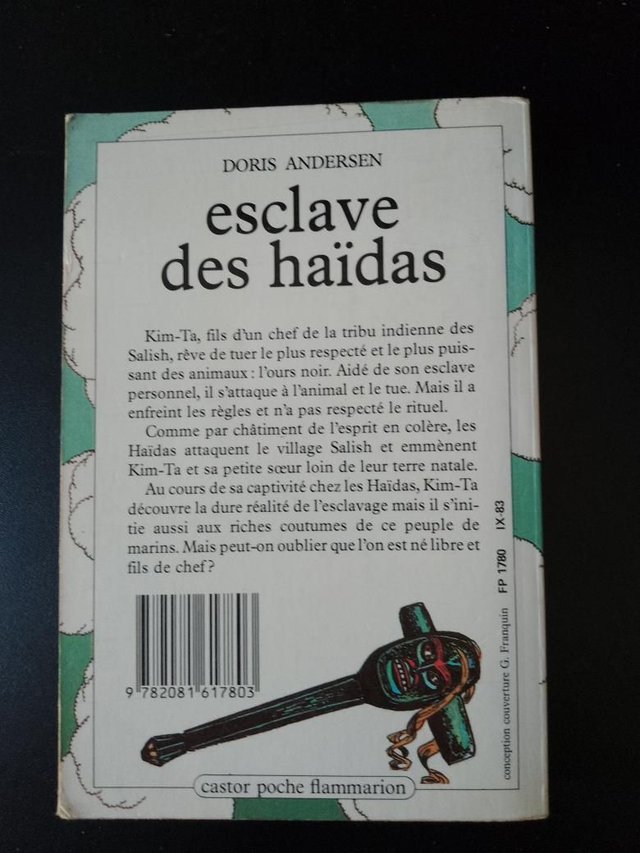 DORIS ANDERSEN
esclave
des haïdas
Kim-Ta, fils d'un chef de la tribu indienne des
Salish, rêve de tuer le plus respecté et le plus puis-
sant des animaux : l'ours noir. Aidé de son esclave
personnel, il s'attaque à l'animal et le tue. Mais il a
enfreint les règles et n'a pas respecté le rituel.
Comme par châtiment de l'esprit en colère, les
Haïdas attaquent le village Salish et emmènent
Kim-Ta et sa petite sœur loin de leur terre natale.
Au cours de sa captivité chez les Haïdas, Kim-Ta
découvre la dure réalité de l'esclavage mais il s'ini-
tie aussi aux riches coutumes de ce peuple de
marins. Mais peut-on oublier que l'on est né libre et
fils de chef ?
9 782081 617803
castor poche flammarion
conception couverture G. Franquin FP 1780 IX-83